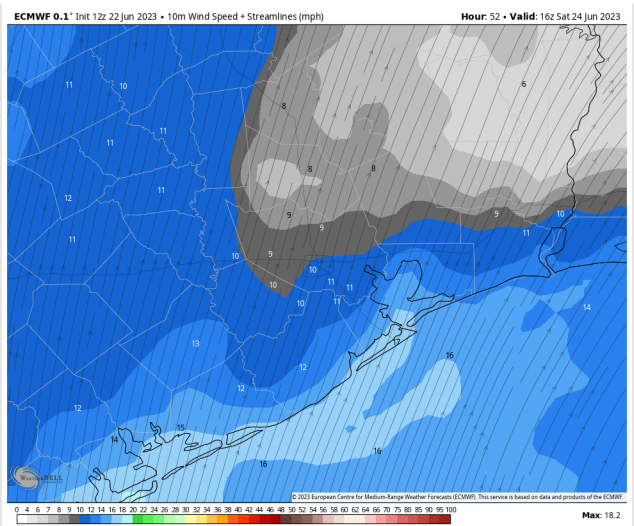 ECMWF 0.1° Init 12z 22 Jun 2023 • 10m Wind Speed + Streamlines (mph) Hour: 52 • Valid: 16z Sat 24 Jun 2023
11 10 6
8
11
11
8 8
12 11
9 9 10
11 9 11
10 9
10
10 11 11
10 11 14
13 17
16
12
12
12
14 15
16
16
WeatherBELL
© 2023 European Centre for Medium-Range Weather Forecasts (ECMWF). This service is based on data and products of the ECMWF.
0 4 6 7 8 9 10 12 14 16 18 20 22 24 26 28 30 32 34 36 38 40 42 44 46 48 50 52 54 56 58 60 62 64 66 68 70 75 80 85 90 95 100 Max: 18.2